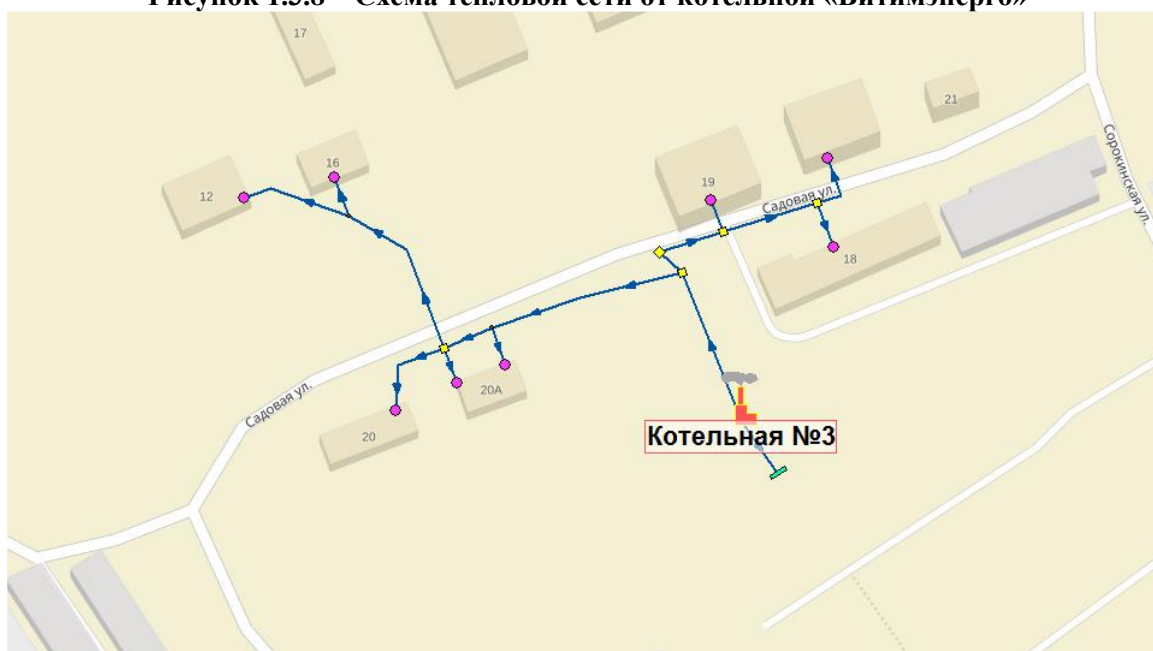 Рисунок 1.3.8 – Схема тепловой сети от котельной «Витимэнерго»
17
21
16
12
19
Садовая ул.
Сорокинская ул.
18
20А
Садовая ул.
20
Котельная №3